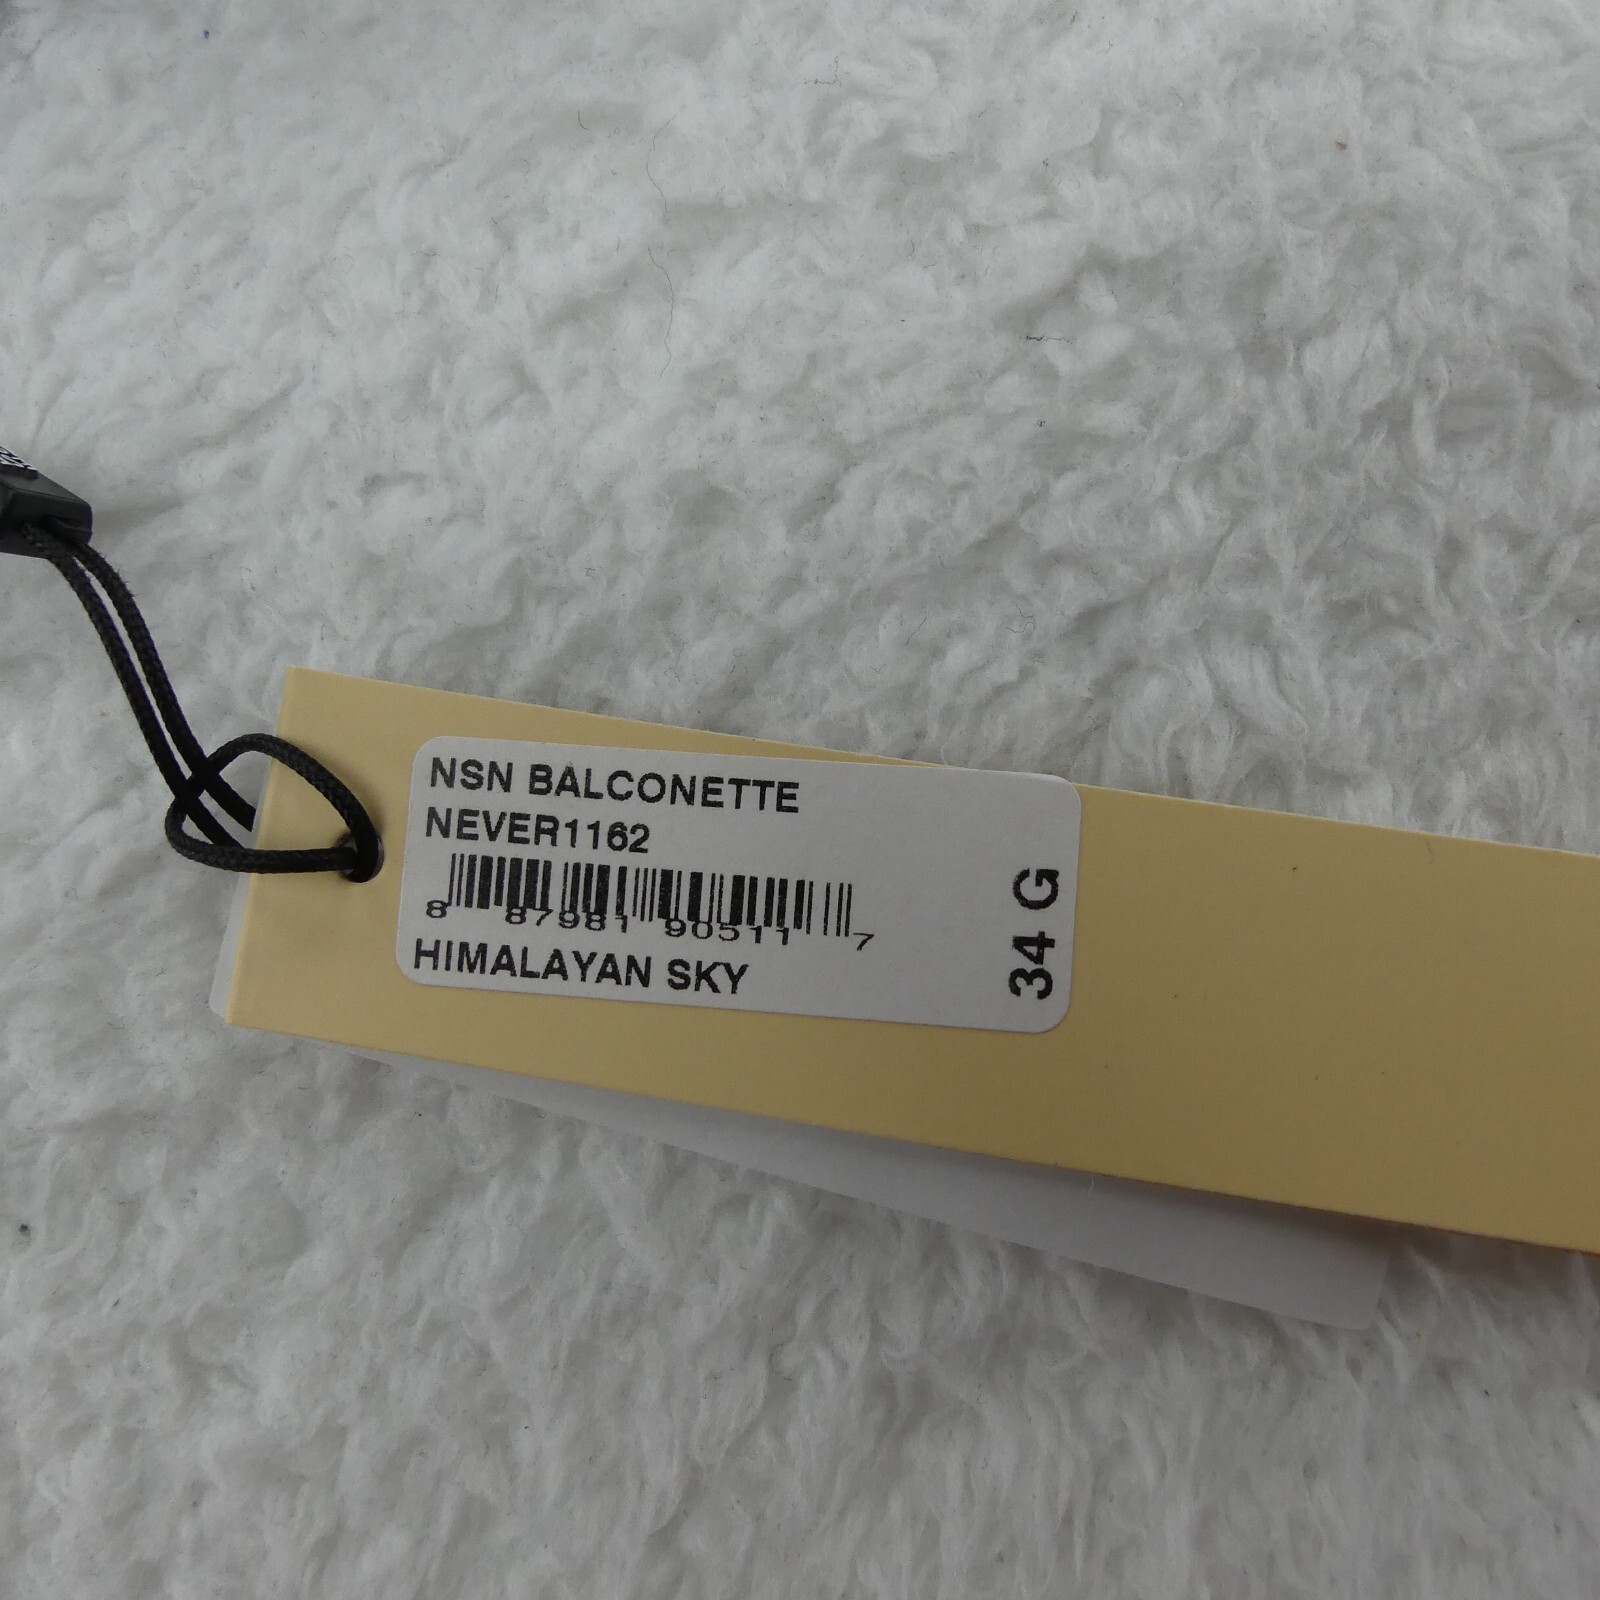 NSN BALCONETTE
NEVER1162
8 87981 90511 7
HIMALAYAN SKY
34 G